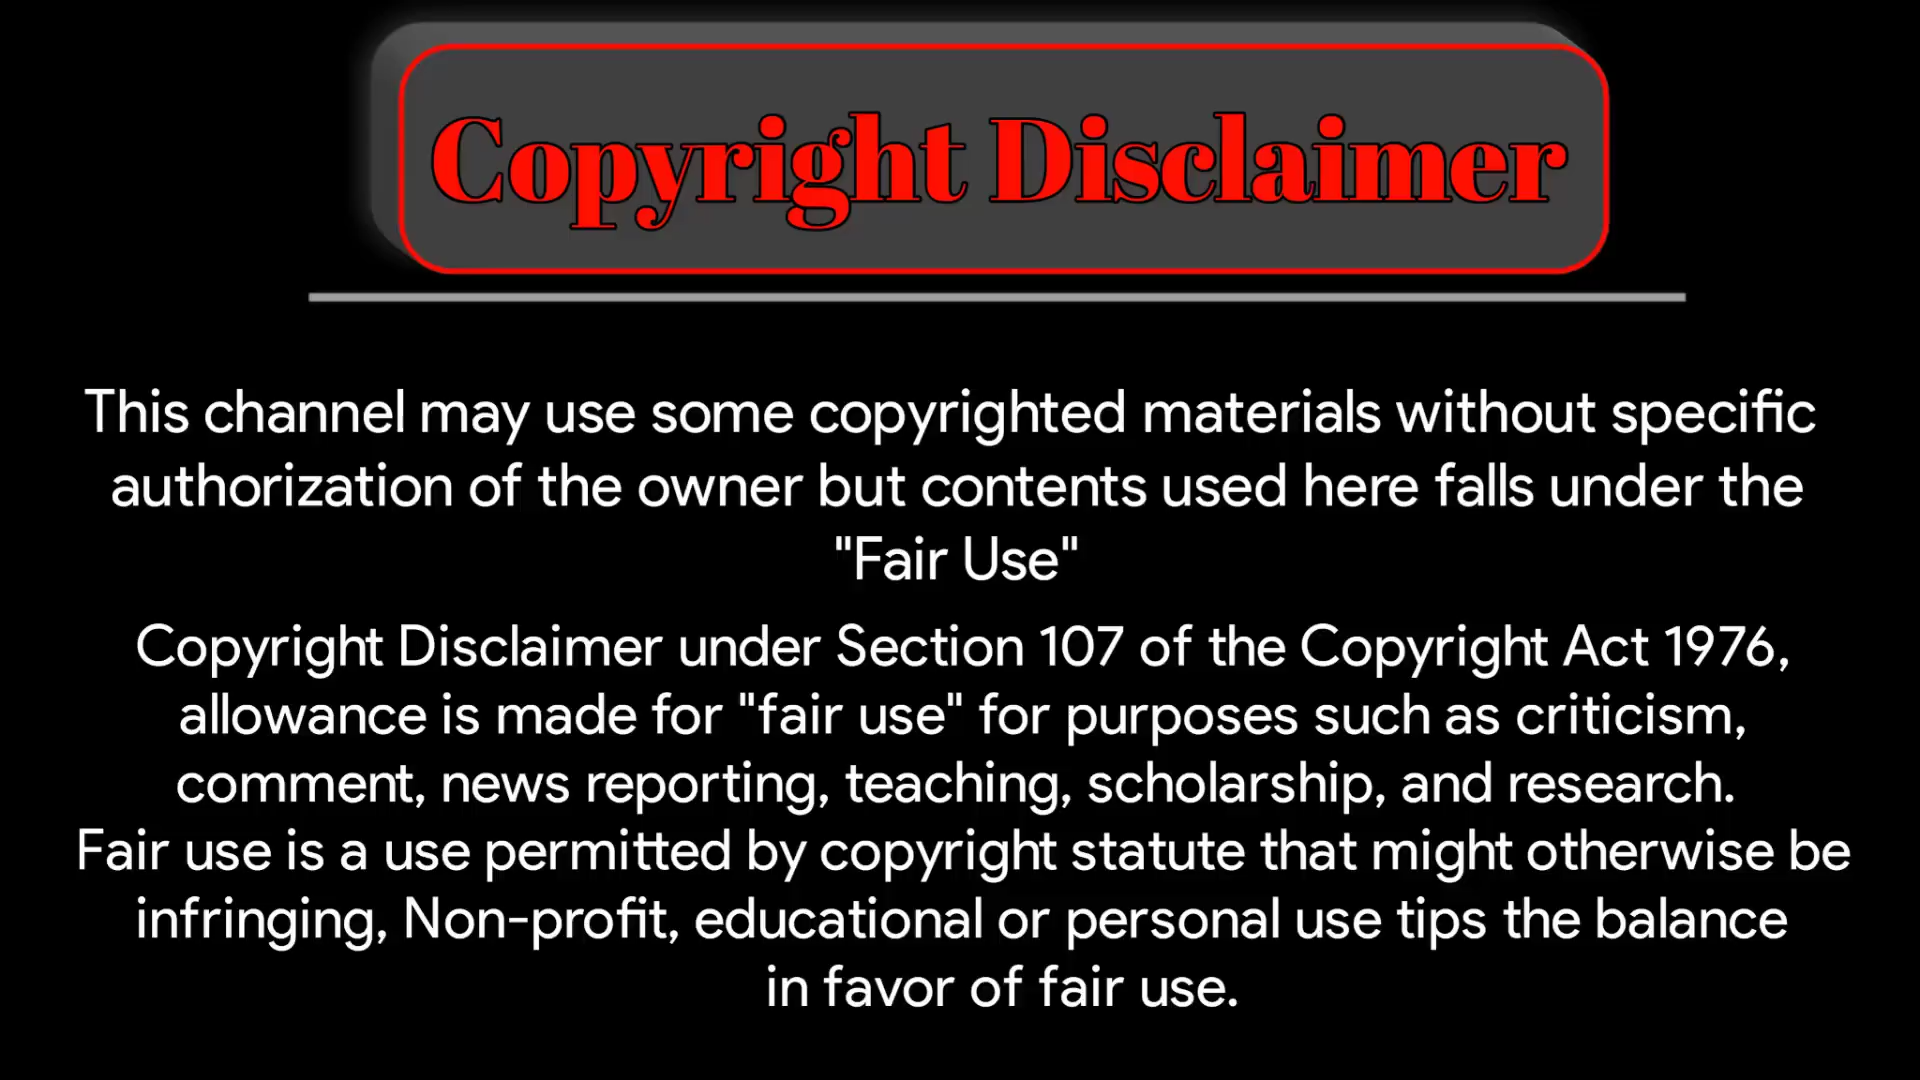 Copyright Disclaimer
This channel may use some copyrighted materials without specific
authorization of the owner but contents used here falls under the
"Fair Use"
Copyright Disclaimer under Section 107 of the Copyright Act 1976,
allowance is made for "fair use" for purposes such as criticism,
comment, news reporting, teaching, scholarship, and research.
Fair use is a use permitted by copyright statute that might otherwise be
infringing, Non-profit, educational or personal use tips the balance
in favor of fair use.